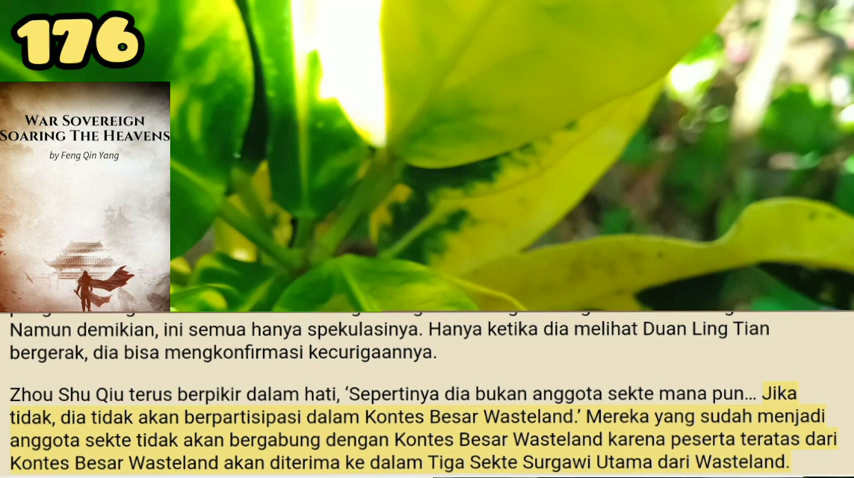 176
WAR SOVEREIGN
SOARING THE HEAVENS
by Feng Qin Yang
Namun demikian, ini semua hanya spekulasinya. Hanya ketika dia melihat Duan Ling Tian
bergerak, dia bisa mengkonfirmasi kecurigaannya.
Zhou Shu Qiu terus berpikir dalam hati, ‘Sepertinya dia bukan anggota sekte mana pun... Jika
tidak, dia tidak akan berpartisipasi dalam Kontes Besar Wasteland.’ Mereka yang sudah menjadi
anggota sekte tidak akan bergabung dengan Kontes Besar Wasteland karena peserta teratas dari
Kontes Besar Wasteland akan diterima ke dalam Tiga Sekte Surgawi Utama dari Wasteland.